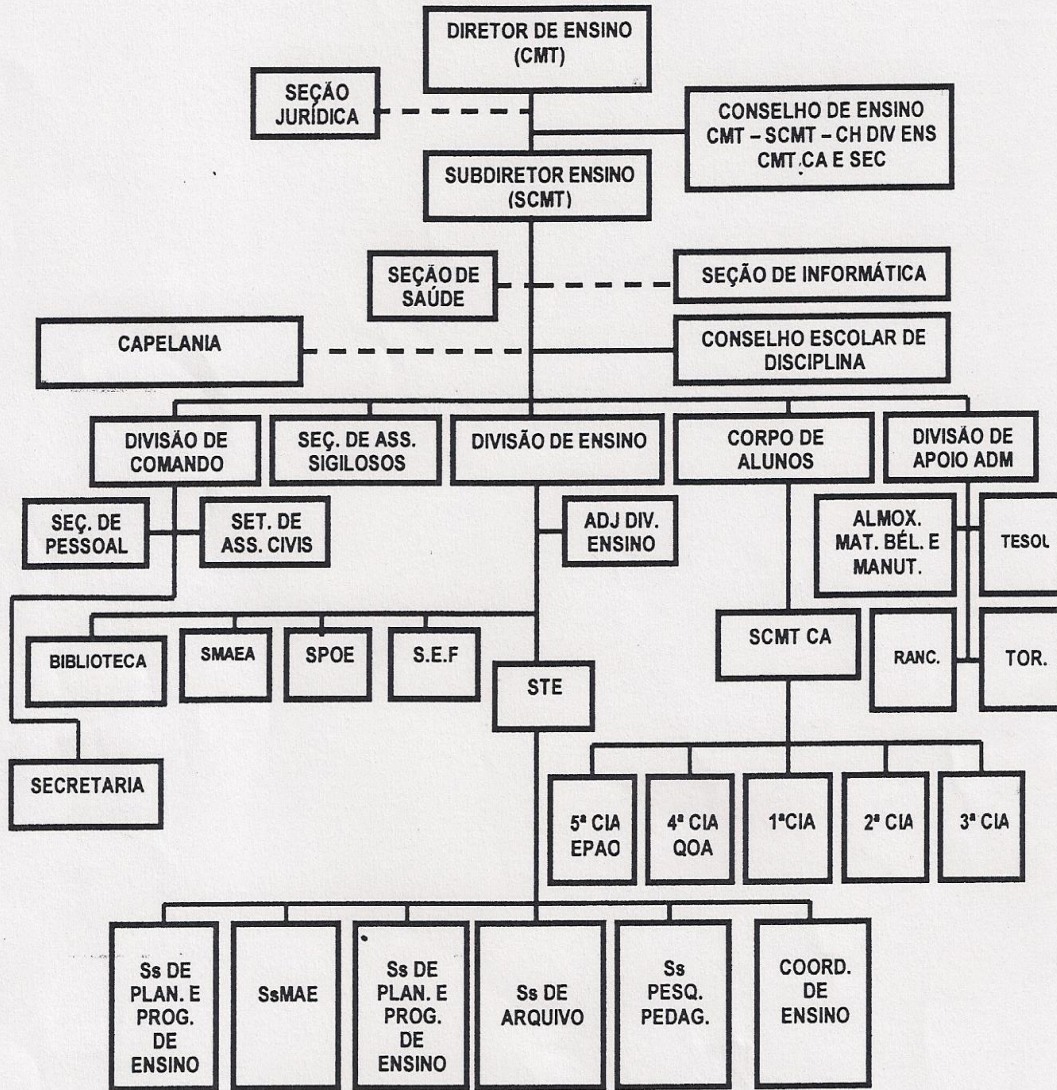 DIRETOR DE ENSINO
(CMT)
SEÇÃO
JURÍDICA
CONSELHO DE ENSINO
CMT – SCMT – CH DIV ENS
CMT CA E SEC
SUBDIRETOR ENSINO
(SCMT)
SEÇÃO DE
SAÚDE
SEÇÃO DE INFORMÁTICA
CAPELANIA
CONSELHO ESCOLAR DE
DISCIPLINA
DIVISÃO DE
COMANDO
SEÇ. DE ASS.
SIGILOSOS
DIVISÃO DE ENSINO
CORPO DE
ALUNOS
DIVISÃO DE
APOIO ADM
SEÇ. DE
PESSOAL
SET. DE
ASS. CIVIS
ADJ DIV.
ENSINO
ALMOX.
MAT. BÉL. E
MANUT.
TESOU
BIBLIOTECA
SMAEA
SPOE
S.E.F
STE
SCMT CA
RANC.
TOR.
SECRETARIA
5ª CIA
EPAO
4ª CIA
QOA
1ªCIA
2ª CIA
3ª CIA
Ss DE
PLAN. E
PROG.
DE
ENSINO
SsMAE
Ss DE
PLAN. E
PROG.
DE
ENSINO
Ss DE
ARQUIVO
Ss
PESQ.
PEDAG.
COORD.
DE
ENSINO